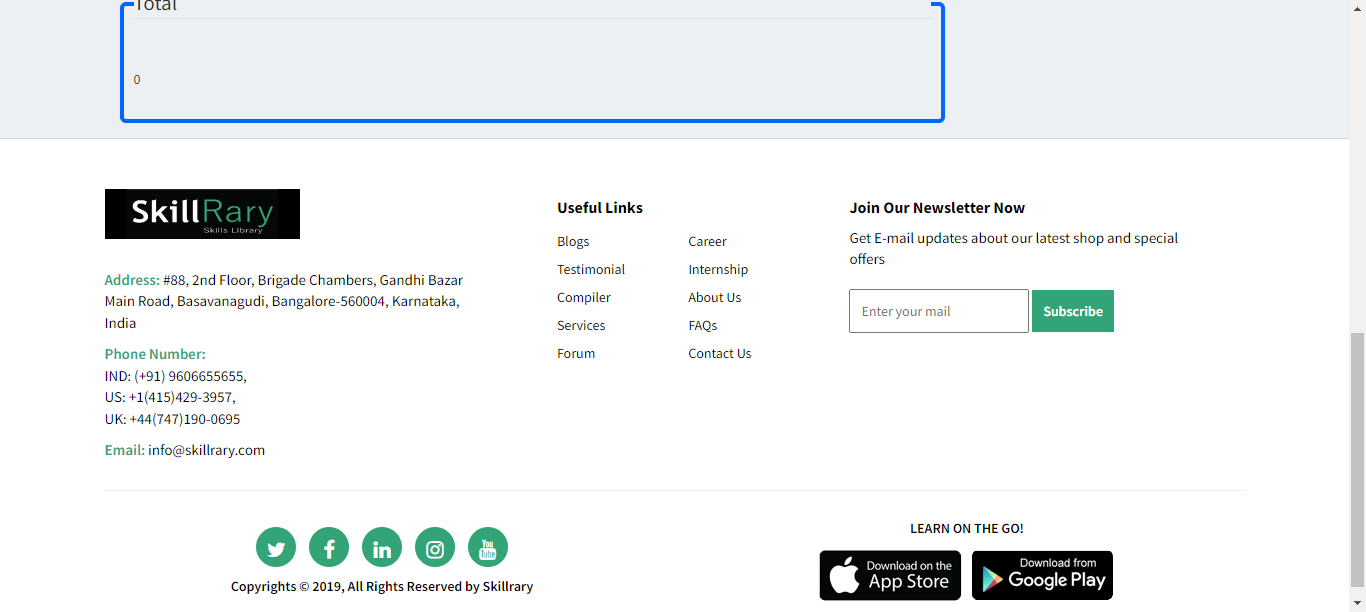 Total
0
SkillRary
Skills Library
Address: #88, 2nd Floor, Brigade Chambers, Gandhi Bazar
Main Road, Basavanagudi, Bangalore-560004, Karnataka,
India
Phone Number:
IND: (+91) 9606655655,
US: +1(415)429-3957,
UK: +44(747)190-0695
Email: info@skillrary.com
Useful Links
Blogs
Testimonial
Compiler
Services
Forum
Career
Internship
About Us
FAQs
Contact Us
Join Our Newsletter Now
Get E-mail updates about our latest shop and special
offers
Enter your mail
Subscribe
You
Tube
Copyrights © 2019, All Rights Reserved by Skillrary
LEARN ON THE GO!
Download on the
App Store
Download from
Google Play